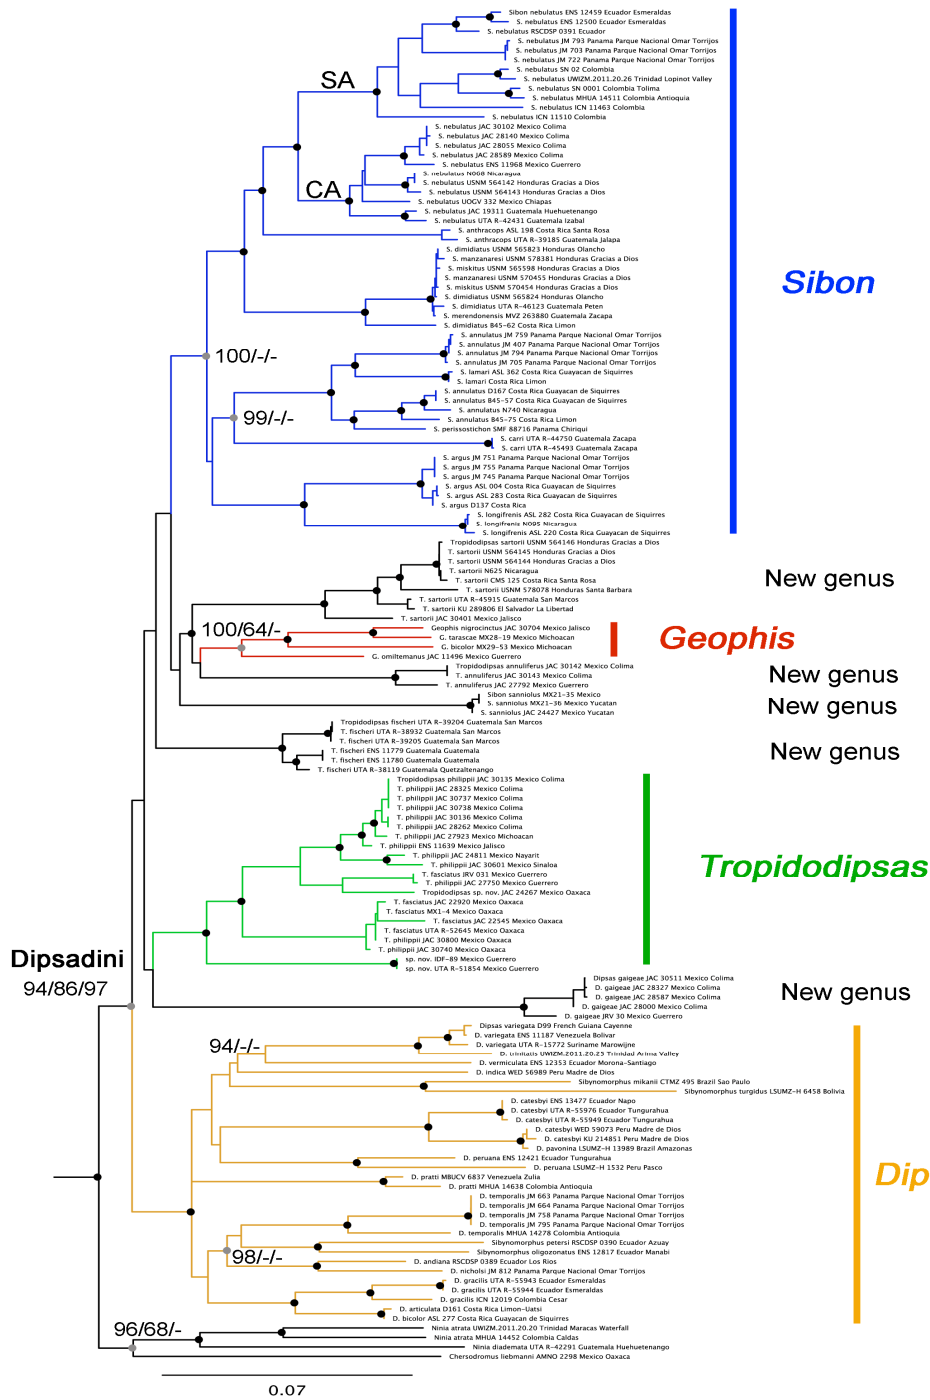 Sibon nebulatus ENS 12459 Ecuador Esmeraldas
S. nebulatus ENS 12500 Ecuador Esmeraldas
S. nebulatus RSCDSP 0391 Ecuador
S. nebulatus JM 793 Panama Parque Nacional Omar Torrijos
S. nebulatus JM 703 Panama Parque Nacional Omar Torrijos
S. nebulatus JM 722 Panama Parque Nacional Omar Torrijos
S. nebulatus SN 02 Colombia
S. nebulatus UWIZM.2011.20.26 Trinidad Lopinot Valley
SA
S. nebulatus SN 0001 Colombia Tolima
S. nebulatus MHUA 14511 Colombia Antioquia
S. nebulatus ICN 11463 Colombia
S. nebulatus ICN 11510 Colombia
S. nebulatus JAC 30102 Mexico Colima
S. nebulatus JAC 28140 Mexico Colima
S. nebulatus JAC 28055 Mexico Colima
S. nebulatus JAC 28589 Mexico Colima
S. nebulatus ENS 11968 Mexico Guerrero
S. nebulatus N068 Nicaragua
S. nebulatus USNM 564142 Honduras Gracias a Dios
CA
S. nebulatus USNM 564143 Honduras Gracias a Dios
S. nebulatus UOGV 332 Mexico Chiapas
S. nebulatus JAC 19311 Guatemala Huehuetenango
S. nebulatus UTA R-42431 Guatemala Izabal
S. anthracops ASL 198 Costa Rica Santa Rosa
S. anthracops UTA R-39185 Guatemala Jalapa
S. dimidiatus USNM 565823 Honduras Olancho
S. manzanaresi USNM 578381 Honduras Gracias a Dios
S. miskitus USNM 565598 Honduras Gracias a Dios
S. manzanaresi USNM 570455 Honduras Gracias a Dios
Sibon
S. miskitus USNM 570454 Honduras Gracias a Dios
S. dimidiatus USNM 565824 Honduras Olancho
S. dimidiatus UTA R-46123 Guatemala Peten
S. merendonensis MVZ 263880 Guatemala Zacapa
S. dimidiatus B45-62 Costa Rica Limon
S. annulatus JM 759 Panama Parque Nacional Omar Torrijos
S. annulatus JM 407 Panama Parque Nacional Omar Torrijos
100/-/-
S. annulatus JM 794 Panama Parque Nacional Omar Torrijos
S. annulatus JM 705 Panama Parque Nacional Omar Torrijos
S. lamari ASL 362 Costa Rica Guayacan de Siquirres
S. lamari Costa Rica Limon
S. annulatus D167 Costa Rica Guayacan de Siquirres
S. annulatus B45-57 Costa Rica Guayacan de Siquirres
S. annulatus N740 Nicaragua
99/-/-
S. annulatus B45-75 Costa Rica Limon
S. perissostichon SMF 88716 Panama Chiriqui
S. carri UTA R-44750 Guatemala Zacapa
S. carri UTA R-45493 Guatemala Zacapa
S. argus JM 751 Panama Parque Nacional Omar Torrijos
S. argus JM 755 Panama Parque Nacional Omar Torrijos
S. argus JM 745 Panama Parque Nacional Omar Torrijos
S. argus ASL 004 Costa Rica Guayacan de Siquirres
S. argus ASL 283 Costa Rica Guayacan de Siquirres
S. argus D137 Costa Rica
S. longifrenis ASL 282 Costa Rica Guayacan de Siquirres
S. longifrenis N095 Nicaragua
S. longifrenis ASL 220 Costa Rica Guayacan de Siquirres
Tropidodipsas sartorii USNM 564146 Honduras Gracias a Dios
T. sartorii USNM 564145 Honduras Gracias a Dios
T. sartorii USNM 564144 Honduras Gracias a Dios
T. sartorii N625 Nicaragua
New genus
T. sartorii CMS 125 Costa Rica Santa Rosa
T. sartorii USNM 578078 Honduras Santa Barbara
T. sartorii UTA R-45915 Guatemala San Marcos
T. sartorii KU 289806 El Salvador La Libertad
T. sartorii JAC 30401 Mexico Jalisco
100/64/-
Geophis nigrocinctus JAC 30704 Mexico Jalisco
G. tarascae MX28-19 Mexico Michoacan
Geophis
G. bicolor MX29-53 Mexico Michoacan
G. omiltemanus JAC 11496 Mexico Guerrero
Tropidodipsas annuliferus JAC 30142 Mexico Colima
T. annuliferus JAC 30143 Mexico Colima
New genus
T. annuliferus JAC 27792 Mexico Guerrero
Sibon sanniolus MX21-35 Mexico
S. sanniolus MX21-36 Mexico Yucatan
New genus
S. sanniolus JAC 24427 Mexico Yucatan
Tropidodipsas fischeri UTA R-39204 Guatemala San Marcos
T. fischeri UTA R-38932 Guatemala San Marcos
T. fischeri UTA R-39205 Guatemala San Marcos
T. fischeri ENS 11779 Guatemala Guatemala
New genus
T. fischeri ENS 11780 Guatemala Guatemala
T. fischeri UTA R-38119 Guatemala Quetzaltenango
Tropidodipsas philippii JAC 30135 Mexico Colima
T. philippii JAC 28325 Mexico Colima
T. philippii JAC 30737 Mexico Colima
T. philippii JAC 30738 Mexico Colima
T. philippii JAC 30136 Mexico Colima
T. philippii JAC 28262 Mexico Colima
T. philippii JAC 27923 Mexico Michoacan
T. philippii ENS 11639 Mexico Jalisco
T. philippii JAC 24811 Mexico Nayarit
T. philippii JAC 30601 Mexico Sinaloa
Tropidodipsas
T. fasciatus JRV 031 Mexico Guerrero
T. philippii JAC 27750 Mexico Guerrero
Tropidodipsas sp. nov. JAC 24267 Mexico Oaxaca
T. fasciatus JAC 22920 Mexico Oaxaca
T. fasciatus MX1-4 Mexico Oaxaca
T. fasciatus JAC 22545 Mexico Oaxaca
T. fasciatus UTA R-52645 Mexico Oaxaca
T. philippii JAC 30800 Mexico Oaxaca
T. philippii JAC 30740 Mexico Oaxaca
Dipsadini
sp. nov. IDF-89 Mexico Guerrero
sp. nov. UTA R-51854 Mexico Guerrero
Dipsas gaigeae JAC 30511 Mexico Colima
94/86/97
D. gaigeae JAC 28327 Mexico Colima
New genus
D. gaigeae JAC 28587 Mexico Colima
D. gaigeae JAC 28000 Mexico Colima
D. gaigeae JRV 30 Mexico Guerrero
Dipsas variegata D99 French Guiana Cayenne
D. variegata ENS 11187 Venezuela Bolivar
94/-/-
D. variegata UTA R-15772 Suriname Marowijne
D. trinitatis UWIZM.2011.20.25 Trinidad Arima Valley
D. vermiculata ENS 12353 Ecuador Morona-Santiago
D. indica WED 56989 Peru Madre de Dios
Sibynomorphus mikanii CTMZ 495 Brazil Sao Paulo
Sibynomorphus turgidus LSUMZ-H 6458 Bolivia
D. catesbyi ENS 13477 Ecuador Napo
D. catesbyi UTA R-55976 Ecuador Tungurahua
D. catesbyi UTA R-55949 Ecuador Tungurahua
D. catesbyi WED 59073 Peru Madre de Dios
D. catesbyi KU 214851 Peru Madre de Dios
D. pavonina LSUMZ-H 13989 Brazil Amazonas
D. peruana ENS 12421 Ecuador Tungurahua
D. peruana LSUMZ-H 1532 Peru Pasco
Dip
D. pratti MBUCV 6837 Venezuela Zulia
D. pratti MHUA 14638 Colombia Antioquia
D. temporalis JM 663 Panama Parque Nacional Omar Torrijos
D. temporalis JM 664 Panama Parque Nacional Omar Torrijos
D. temporalis JM 758 Panama Parque Nacional Omar Torrijos
D. temporalis JM 795 Panama Parque Nacional Omar Torrijos
D. temporalis MHUA 14278 Colombia Antioquia
Sibynomorphus petersi RSCDSP 0390 Ecuador Azuay
98/-/-
Sibynomorphus oligozonatus ENS 12817 Ecuador Manabi
D. andiana RSCDSP 0389 Ecuador Los Rios
D. nicholsi JM 812 Panama Parque Nacional Omar Torrijos
D. gracilis UTA R-55943 Ecuador Esmeraldas
D. gracilis UTA R-55944 Ecuador Esmeraldas
D. gracilis ICN 12019 Colombia Cesar
D. articulata D161 Costa Rica Limon-Uatsi
D. bicolor ASL 277 Costa Rica Guayacan de Siquirres
96/68/-
Ninia atrata UWIZM.2011.20.20 Trinidad Maracas Waterfall
Ninia atrata MHUA 14452 Colombia Caldas
Ninia diademata UTA R-42291 Guatemala Huehuetenango
Chersodromus liebmanni AMNO 2298 Mexico Oaxaca
0.07